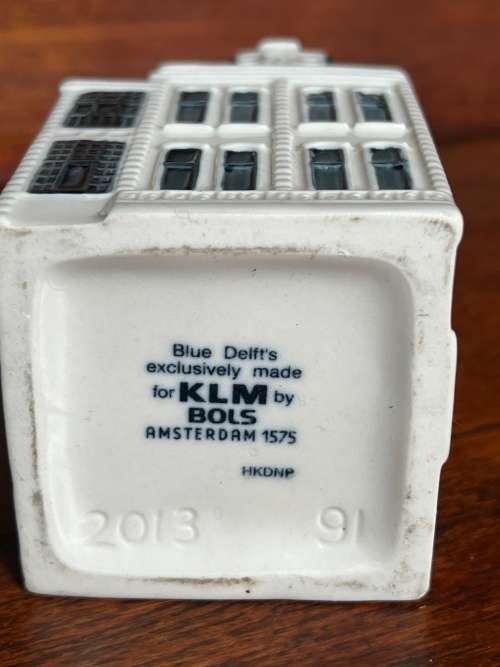 Blue Delft's
exclusively made
for KLM by
BOLS
AMSTERDAM 1575
HKDNP
2013 91